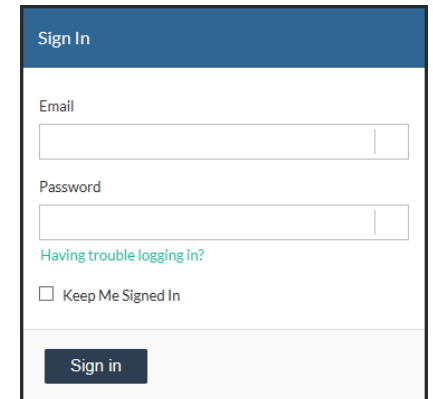 Sign In
Email
Password
Having trouble logging in?
Keep Me Signed In
Sign in